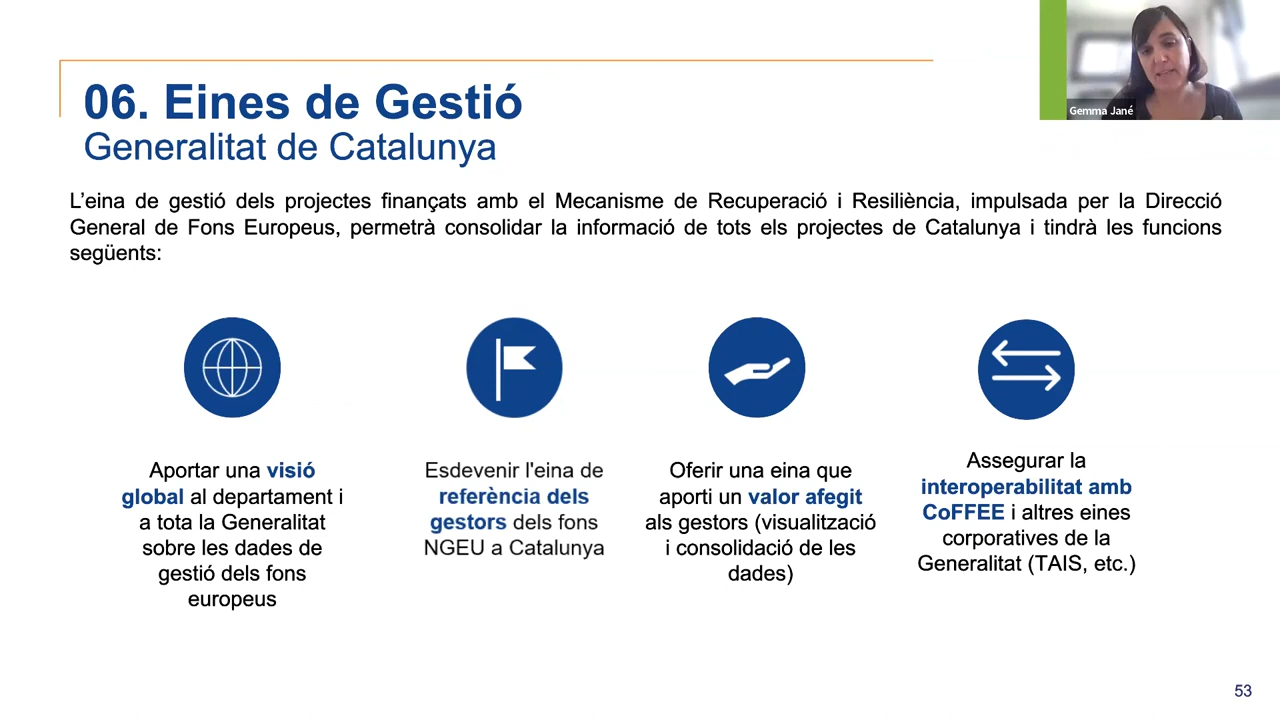 06. Eines de Gestió
Generalitat de Catalunya
Gemma Jané
L'eina de gestió dels projectes finançats amb el Mecanisme de Recuperació i Resiliència, impulsada per la Direcció
General de Fons Europeus, permetrà consolidar la informació de tots els projectes de Catalunya i tindrà les funcions
següents:
Aportar una visió
global al departament i
a tota la Generalitat
sobre les dades de
gestió dels fons
europeus
Esdevenir l'eina de
referència dels
gestors dels fons
NGEU a Catalunya
Oferir una eina que
aporti un valor afegit
als gestors (visualització
i consolidació de les
dades)
Assegurar la
interoperabilitat amb
CoFFEE i altres eines
corporatives de la
Generalitat (TAIS, etc.)
53